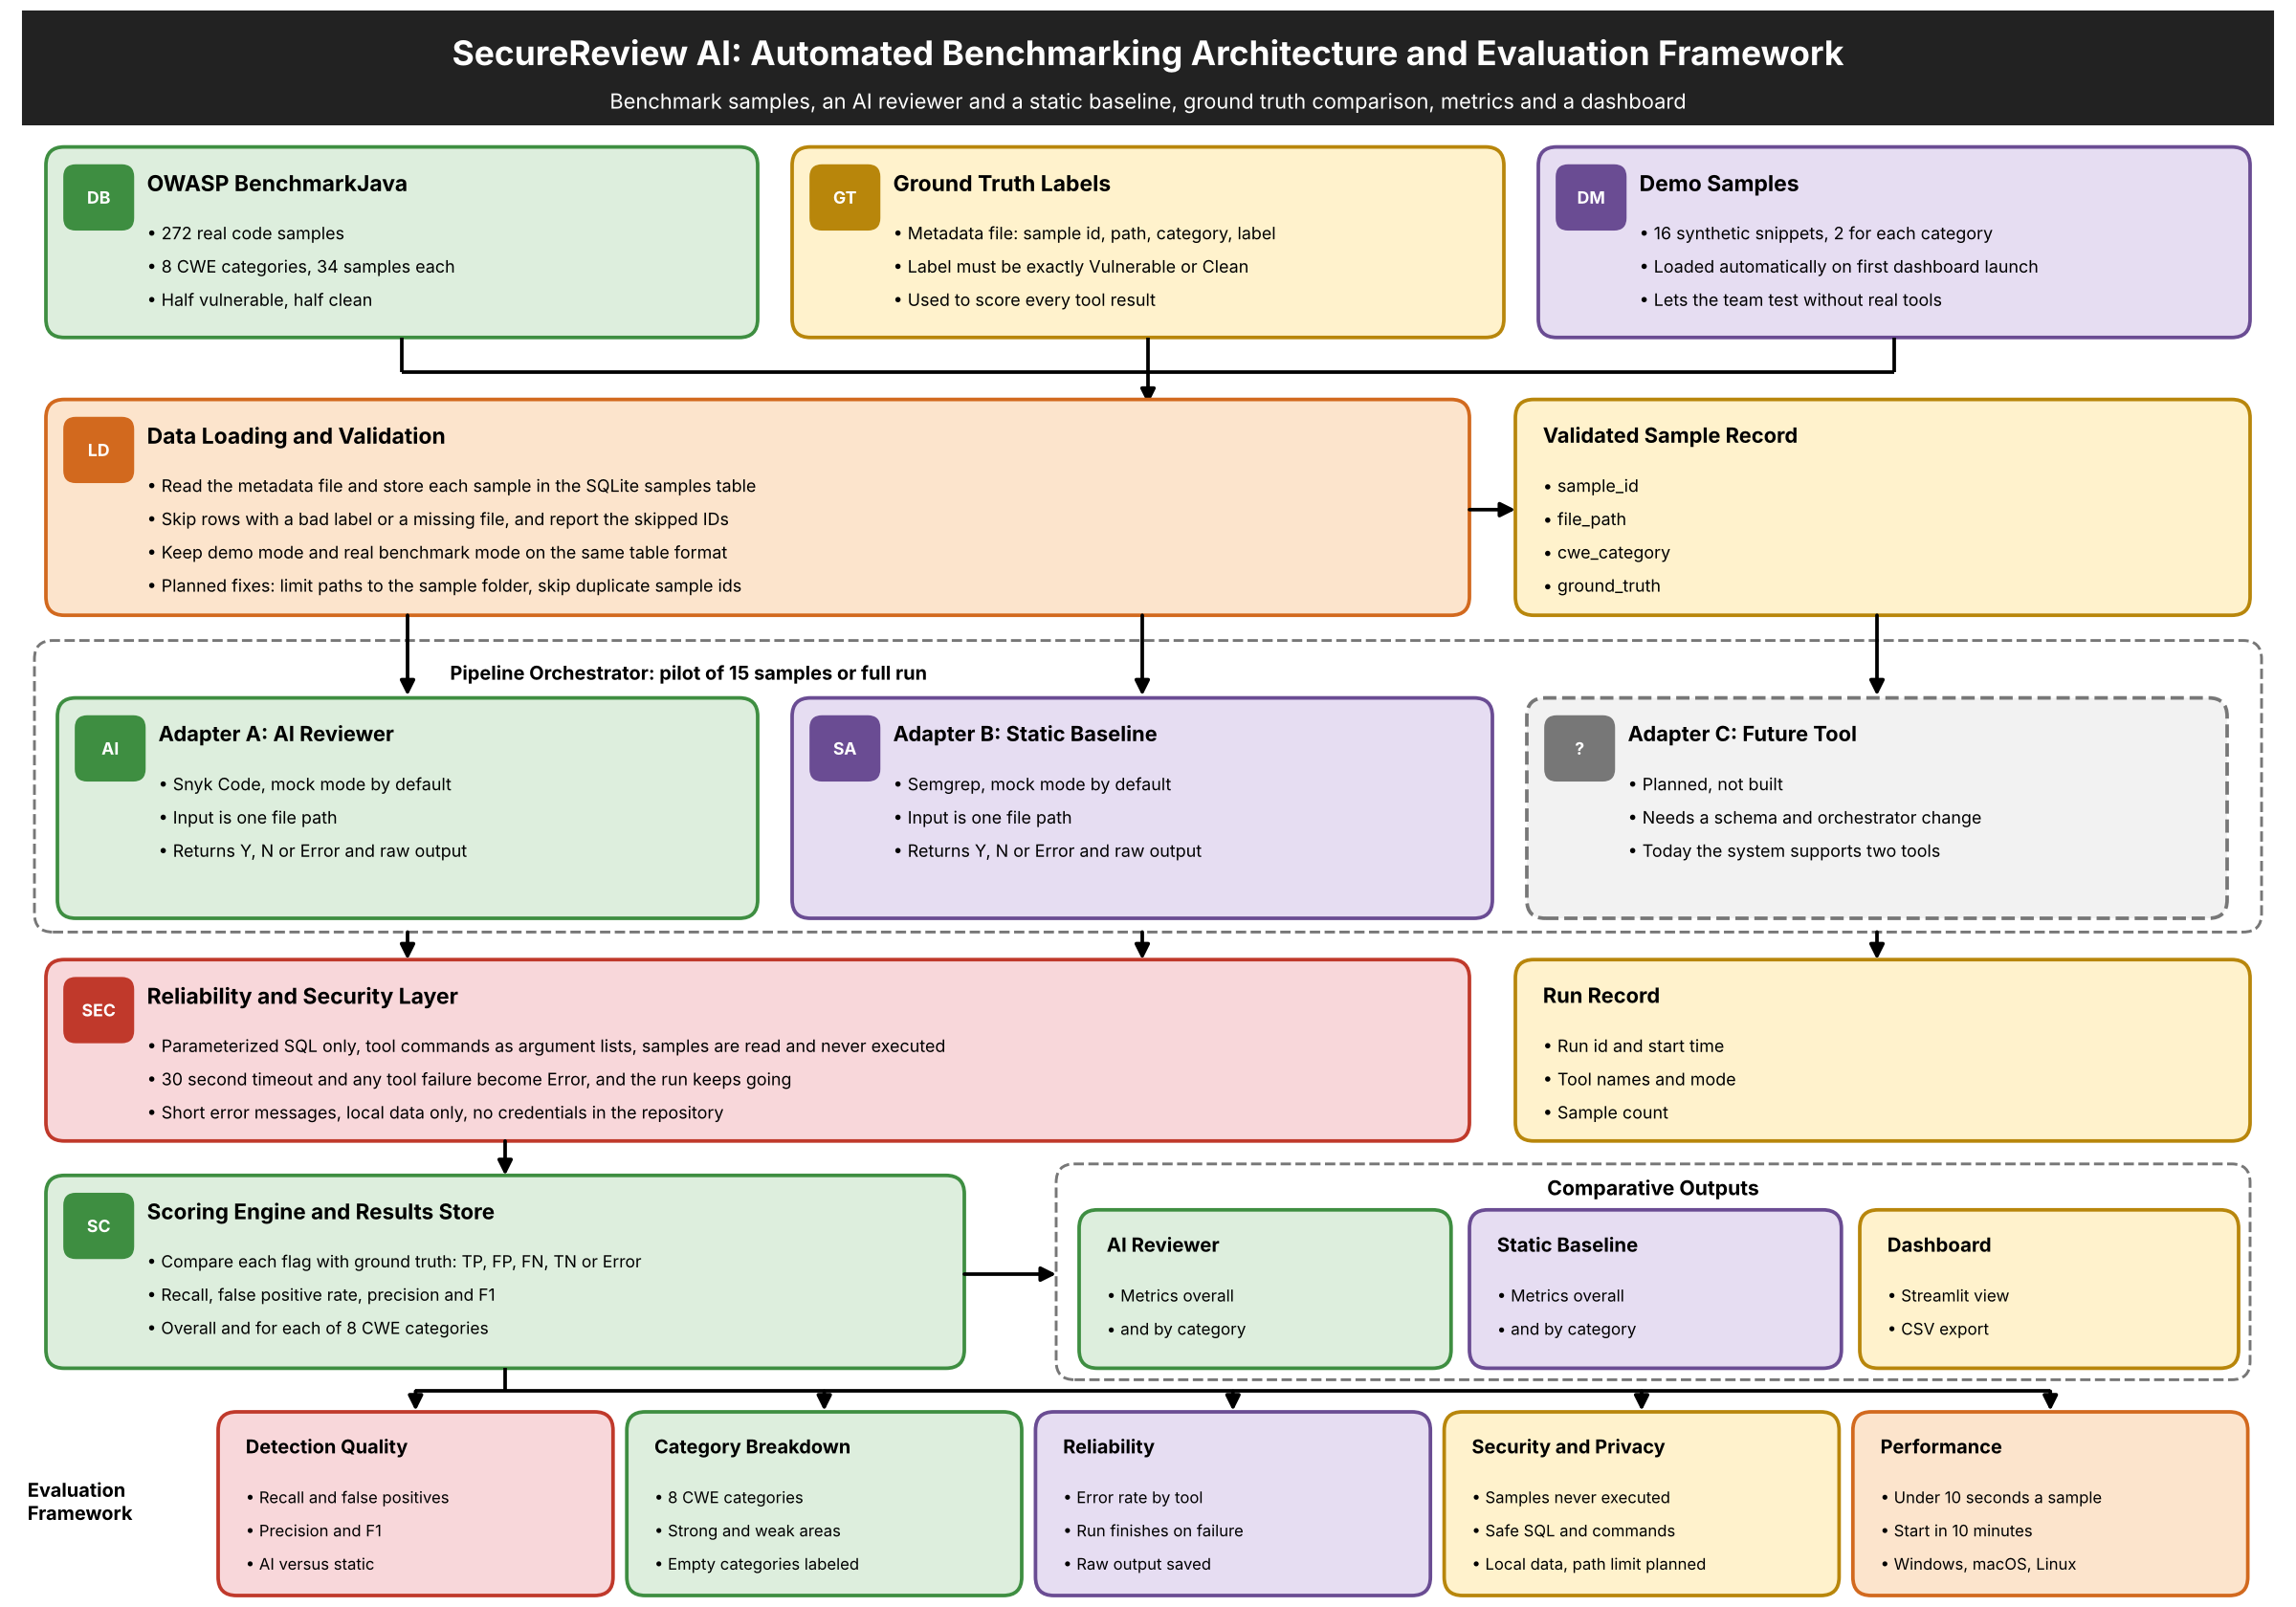 SecureReview AI: Automated Benchmarking Architecture and Evaluation Framework
Benchmark samples, an AI reviewer and a static baseline, ground truth comparison, metrics and a dashboard
DB
OWASP BenchmarkJava
• 272 real code samples
• 8 CWE categories, 34 samples each
• Half vulnerable, half clean
GT
Ground Truth Labels
• Metadata file: sample id, path, category, label
• Label must be exactly Vulnerable or Clean
• Used to score every tool result
DM
Demo Samples
• 16 synthetic snippets, 2 for each category
• Loaded automatically on first dashboard launch
• Lets the team test without real tools
LD
Data Loading and Validation
• Read the metadata file and store each sample in the SQLite samples table
• Skip rows with a bad label or a missing file, and report the skipped IDs
• Keep demo mode and real benchmark mode on the same table format
• Planned fixes: limit paths to the sample folder, skip duplicate sample ids
Validated Sample Record
• sample_id
• file_path
• cwe_category
• ground_truth
Pipeline Orchestrator: pilot of 15 samples or full run
AI
Adapter A: AI Reviewer
• Snyk Code, mock mode by default
• Input is one file path
• Returns Y, N or Error and raw output
SA
Adapter B: Static Baseline
• Semgrep, mock mode by default
• Input is one file path
• Returns Y, N or Error and raw output
?
Adapter C: Future Tool
• Planned, not built
• Needs a schema and orchestrator change
• Today the system supports two tools
SEC
Reliability and Security Layer
• Parameterized SQL only, tool commands as argument lists, samples are read and never executed
• 30 second timeout and any tool failure become Error, and the run keeps going
• Short error messages, local data only, no credentials in the repository
Run Record
• Run id and start time
• Tool names and mode
• Sample count
SC
Scoring Engine and Results Store
• Compare each flag with ground truth: TP, FP, FN, TN or Error
• Recall, false positive rate, precision and F1
• Overall and for each of 8 CWE categories
Comparative Outputs
AI Reviewer
• Metrics overall
• and by category
Static Baseline
• Metrics overall
• and by category
Dashboard
• Streamlit view
• CSV export
Evaluation
Framework
Detection Quality
• Recall and false positives
• Precision and F1
• AI versus static
Category Breakdown
• 8 CWE categories
• Strong and weak areas
• Empty categories labeled
Reliability
• Error rate by tool
• Run finishes on failure
• Raw output saved
Security and Privacy
• Samples never executed
• Safe SQL and commands
• Local data, path limit planned
Performance
• Under 10 seconds a sample
• Start in 10 minutes
• Windows, macOS, Linux